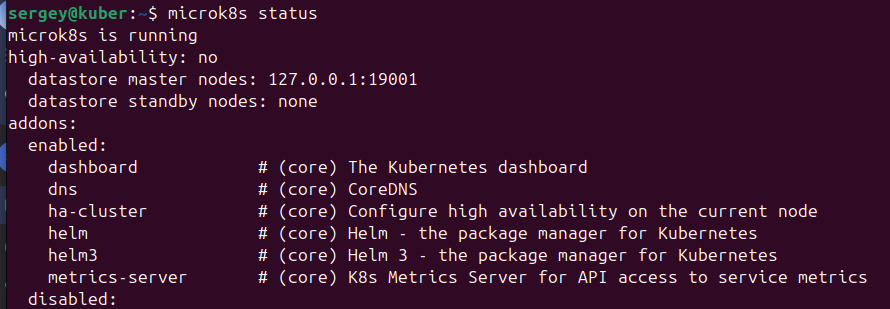 sergey@kuber:~$ microk8s status
microk8s is running
high-availability: no
  datastore master nodes: 127.0.0.1:19001
  datastore standby nodes: none
addons:
  enabled:
    dashboard            # (core) The Kubernetes dashboard
    dns                  # (core) CoreDNS
    ha-cluster           # (core) Configure high availability on the current node
    helm                 # (core) Helm - the package manager for Kubernetes
    helm3                # (core) Helm 3 - the package manager for Kubernetes
    metrics-server       # (core) K8s Metrics Server for API access to service metrics
  disabled: